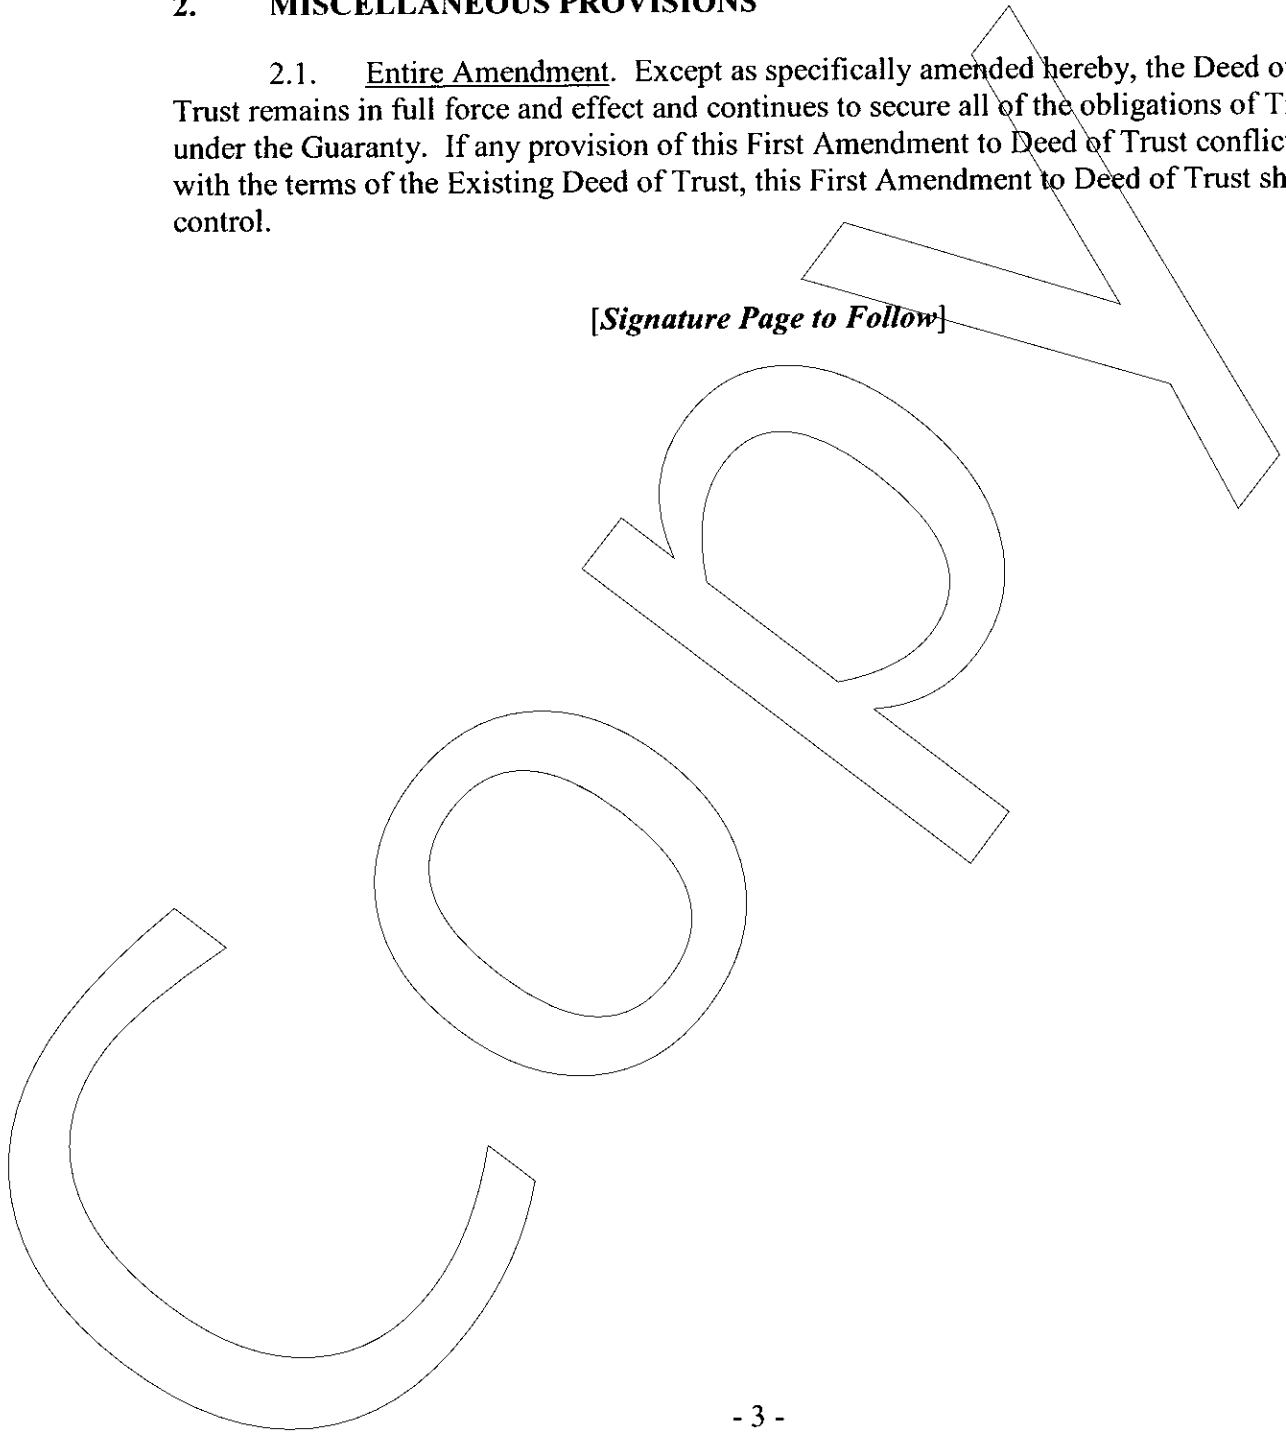 2. MISCELLANEOUS PROVISIONS
2.1. Entire Amendment. Except as specifically amended hereby, the Deed o
Trust remains in full force and effect and continues to secure all of the obligations of T
under the Guaranty. If any provision of this First Amendment to Deed of Trust conflic
with the terms of the Existing Deed of Trust, this First Amendment to Deed of Trust sh
control.
[Signature Page to Follow]
Copy
- 3 -